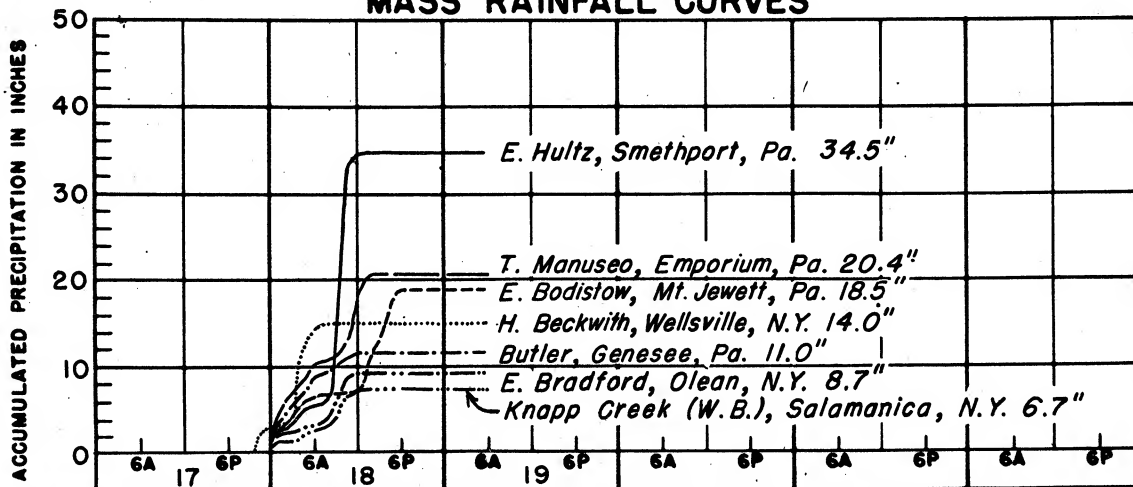 MASS RAINFALL CURVES
ACCUMULATED PRECIPITATION IN INCHES
50
40
30
20
10
0
E. Hultz, Smethport, Pa. 34.5"
T. Manuseo, Emporium, Pa. 20.4"
E. Bodistow, Mt. Jewett, Pa. 18.5"
H. Beckwith, Wellsville, N.Y. 14.0"
Butler, Genesee, Pa. 11.0"
E. Bradford, Olean, N.Y. 8.7"
Knapp Creek (W.B.), Salamanica, N.Y. 6.7"
6A 6P 6A 6P 6A 6P 6A 6P 6A 6P 6A 6P
17 18 19